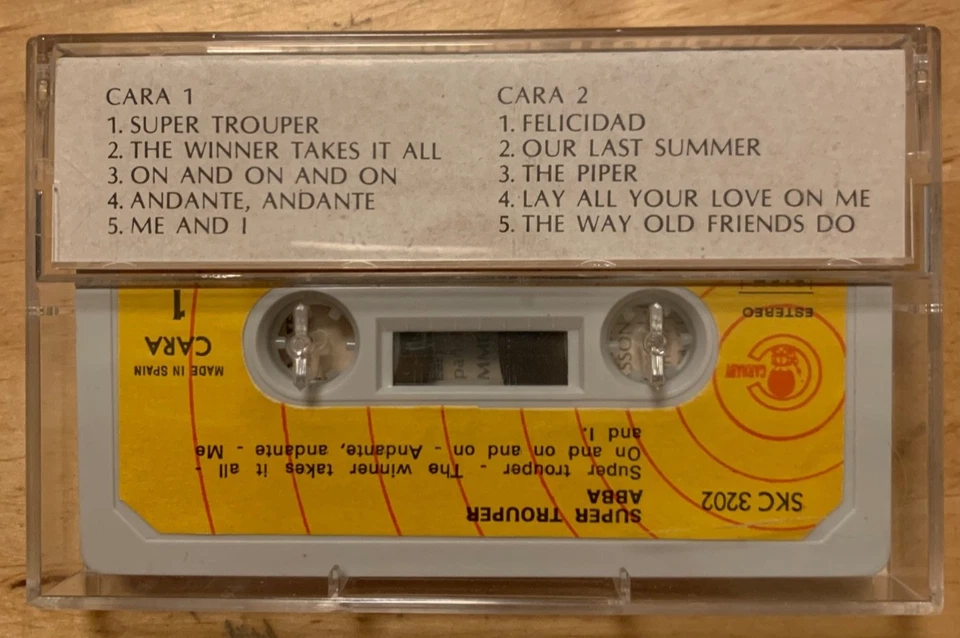 CARA 1
1. SUPER TROUPER
2. THE WINNER TAKES IT ALL
3. ON AND ON AND ON
4. ANDANTE, ANDANTE
5. ME AND I
CARA 2
1. FELICIDAD
2. OUR LAST SUMMER
3. THE PIPER
4. LAY ALL YOUR LOVE ON ME
5. THE WAY OLD FRIENDS DO
SKC 3202
SUPER TROUPER
ABBA
Super trouper - The winner takes it all -
On and on and on - Andante, andante - Me
and I.
CARNABY
ESTEREO
MADE IN SPAIN
CARA
1
SSON